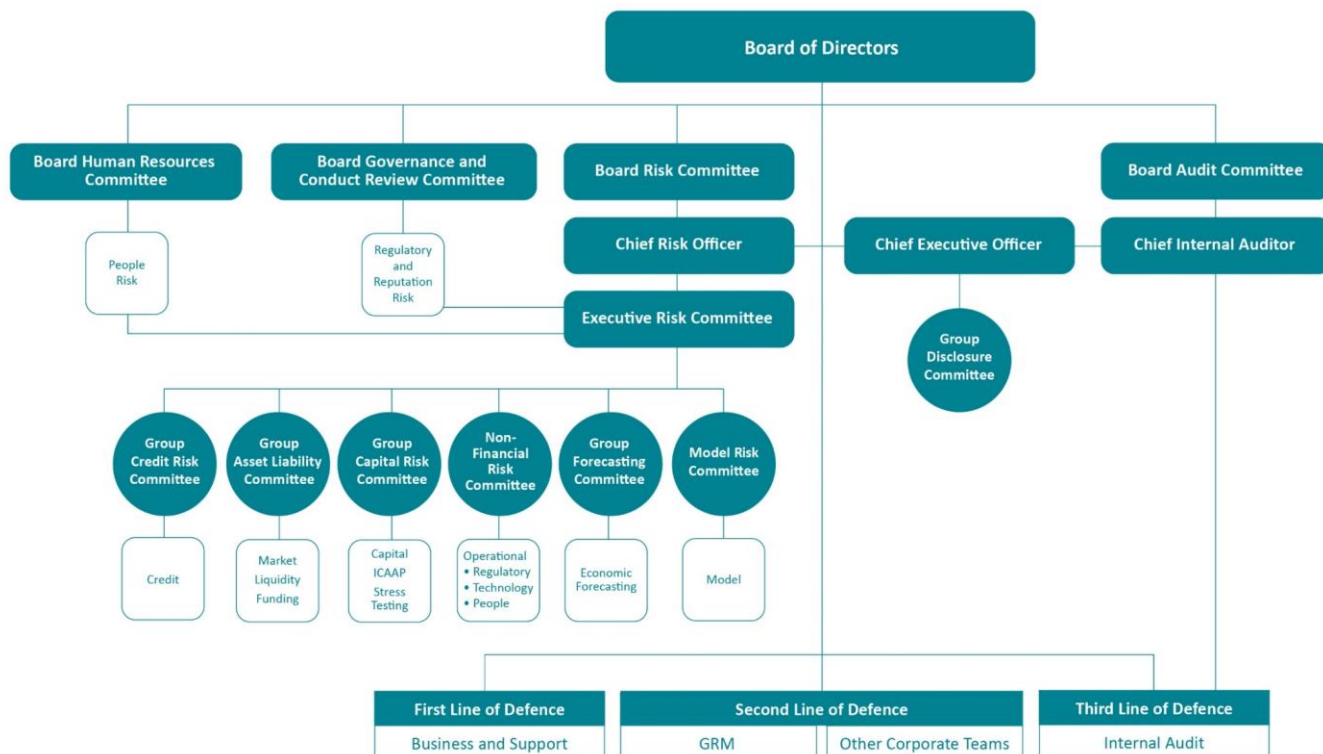 Board of Directors
Board Human Resources
Committee
Board Governance and
Conduct Review Committee
Board Risk Committee
Board Audit Committee
People
Risk
Regulatory
and
Reputation
Risk
Chief Risk Officer
Chief Executive Officer
Chief Internal Auditor
Executive Risk Committee
Group
Disclosure
Committee
Group
Credit Risk
Committee
Group
Asset Liability
Committee
Group
Capital Risk
Committee
Non-
Financial
Risk
Committee
Group
Forecasting
Committee
Model Risk
Committee
Credit
Market
Liquidity
Funding
Capital
ICAAP
Stress
Testing
Operational
• Regulatory
• Technology
• People
Economic
Forecasting
Model
First Line of Defence
Business and Support
Second Line of Defence
GRM
Other Corporate Teams
Third Line of Defence
Internal Audit